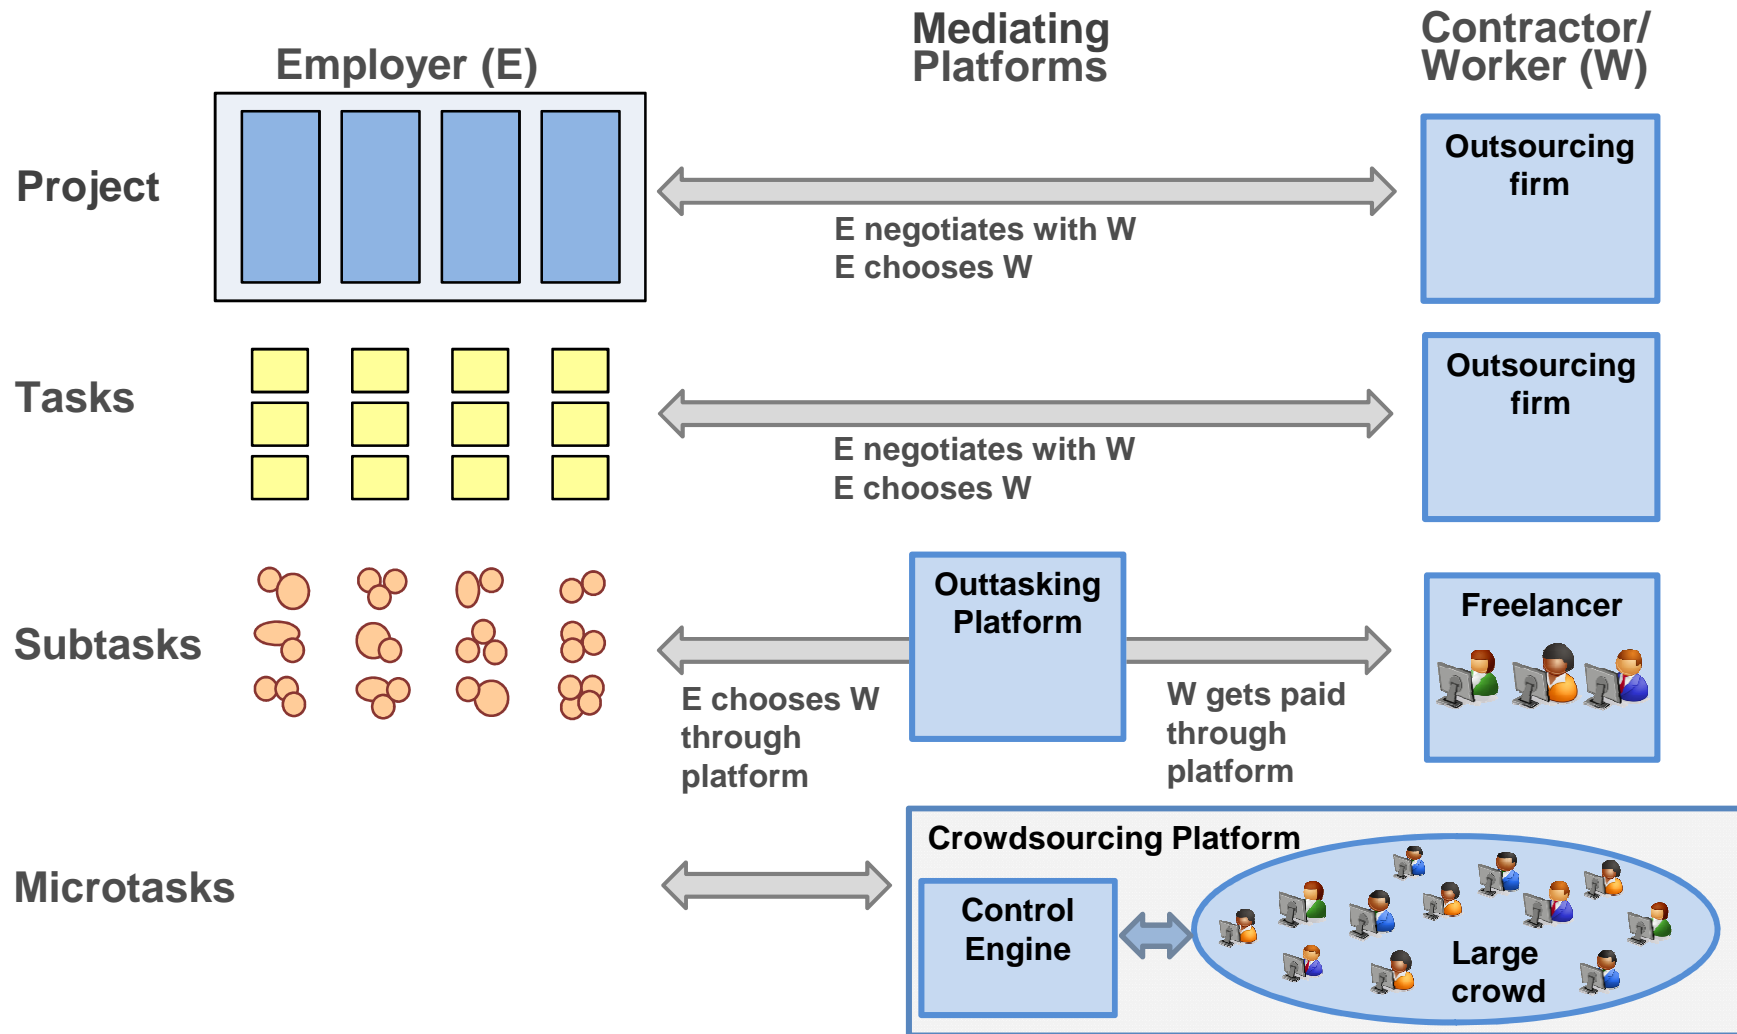 Employer (E)
Mediating
Platforms
Contractor/
Worker (W)
Project
E negotiates with W
E chooses W
Outsourcing
firm
Tasks
E negotiates with W
E chooses W
Outsourcing
firm
Subtasks
E chooses W
through
platform
Outtasking
Platform
W gets paid
through
platform
Freelancer
Microtasks
Crowdsourcing Platform
Control
Engine
Large
crowd